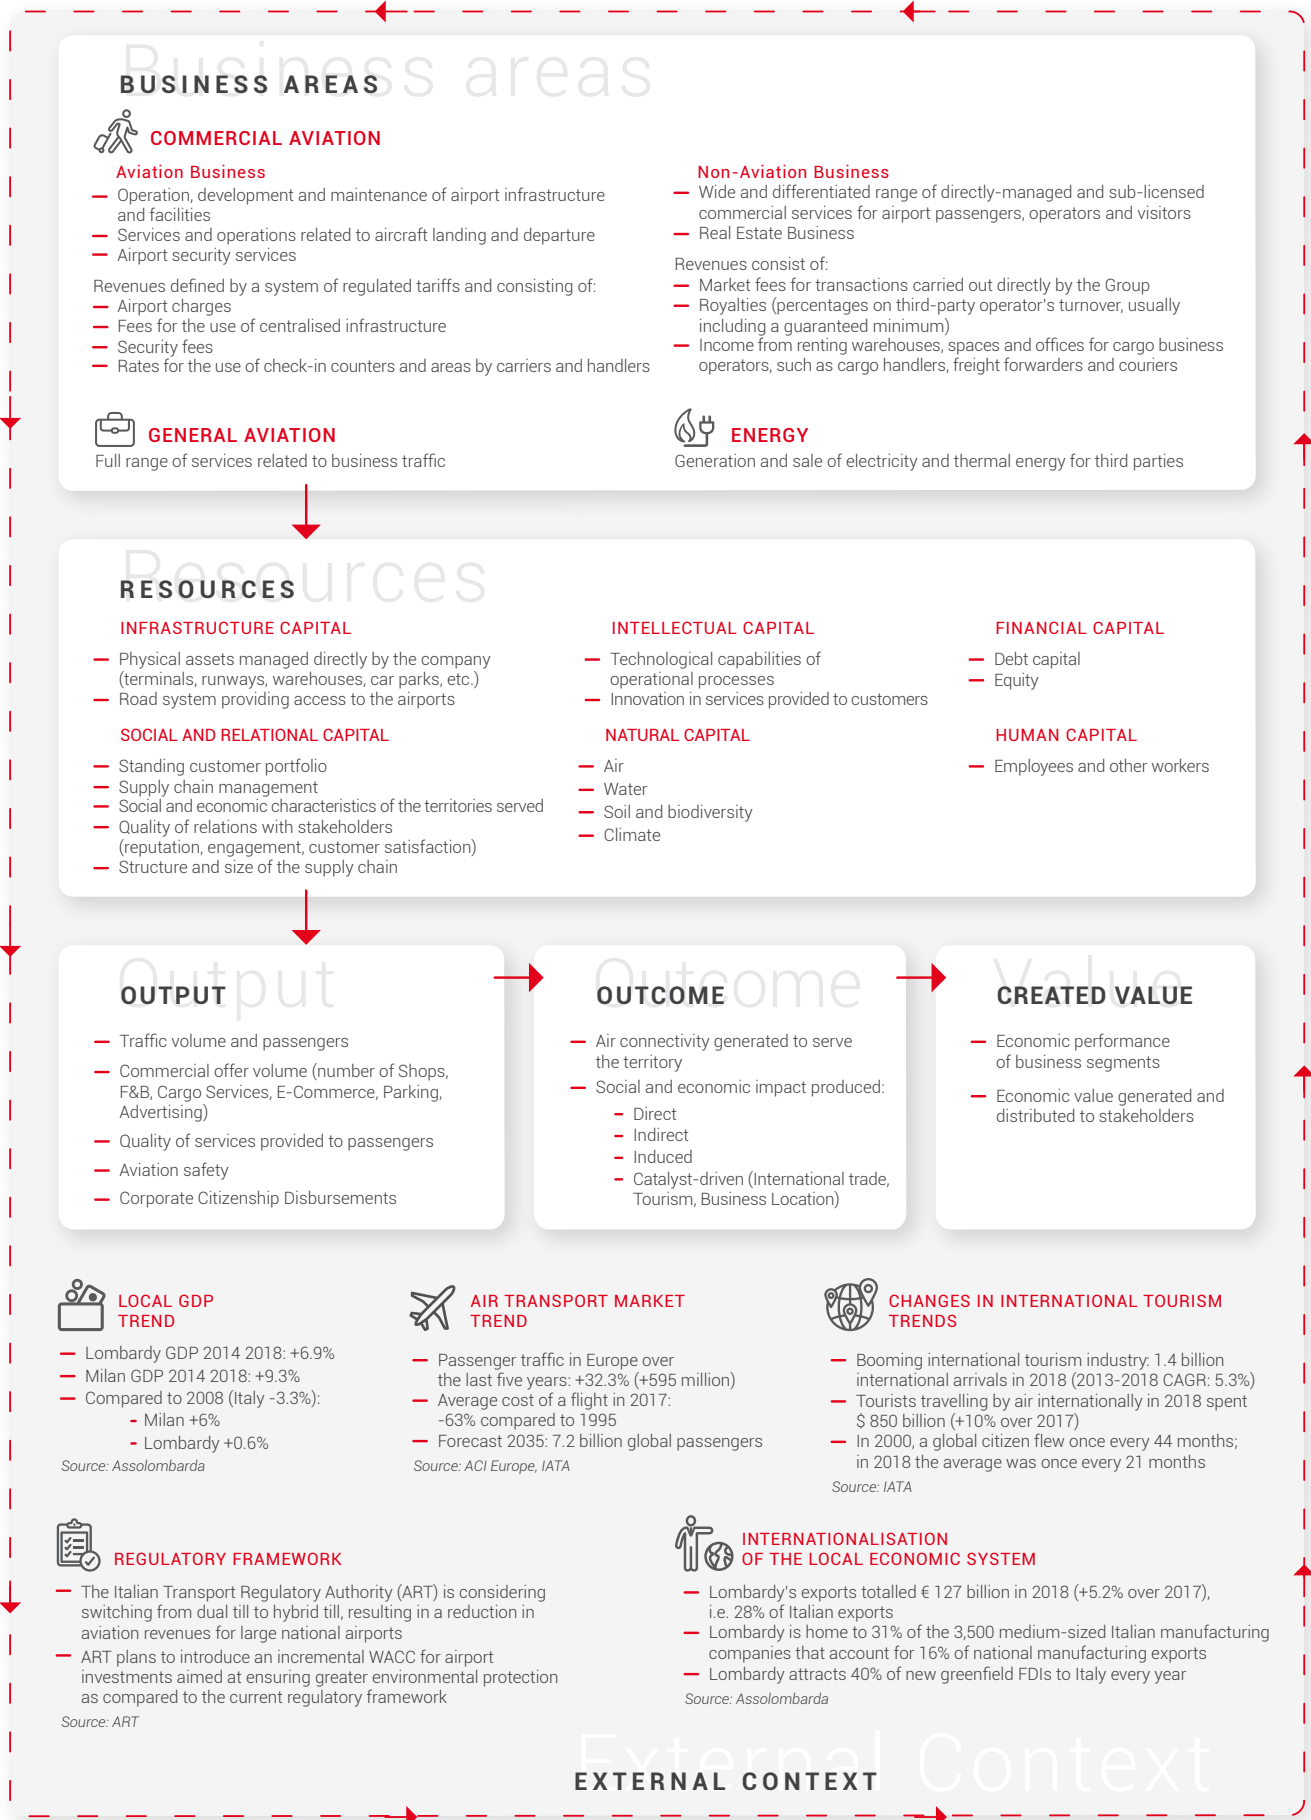 Business areas
BUSINESS AREAS
COMMERCIAL AVIATION
Aviation Business
— Operation, development and maintenance of airport infrastructure
and facilities
— Services and operations related to aircraft landing and departure
— Airport security services
Revenues defined by a system of regulated tariffs and consisting of:
— Airport charges
— Fees for the use of centralised infrastructure
— Security fees
— Rates for the use of check-in counters and areas by carriers and handlers
Non-Aviation Business
— Wide and differentiated range of directly-managed and sub-licensed
commercial services for airport passengers, operators and visitors
— Real Estate Business
Revenues consist of:
— Market fees for transactions carried out directly by the Group
— Royalties (percentages on third-party operator's turnover, usually
including a guaranteed minimum)
— Income from renting warehouses, spaces and offices for cargo business
operators, such as cargo handlers, freight forwarders and couriers
GENERAL AVIATION
Full range of services related to business traffic
ENERGY
Generation and sale of electricity and thermal energy for third parties
Resources
RESOURCES
INFRASTRUCTURE CAPITAL
— Physical assets managed directly by the company
(terminals, runways, warehouses, car parks, etc.)
— Road system providing access to the airports
INTELLECTUAL CAPITAL
— Technological capabilities of
operational processes
— Innovation in services provided to customers
FINANCIAL CAPITAL
— Debt capital
— Equity
SOCIAL AND RELATIONAL CAPITAL
— Standing customer portfolio
— Supply chain management
— Social and economic characteristics of the territories served
— Quality of relations with stakeholders
(reputation, engagement, customer satisfaction)
— Structure and size of the supply chain
NATURAL CAPITAL
— Air
— Water
— Soil and biodiversity
— Climate
HUMAN CAPITAL
— Employees and other workers
Output
OUTPUT
— Traffic volume and passengers
— Commercial offer volume (number of Shops,
F&B, Cargo Services, E-Commerce, Parking,
Advertising)
— Quality of services provided to passengers
— Aviation safety
— Corporate Citizenship Disbursements
Outcome
OUTCOME
— Air connectivity generated to serve
the territory
— Social and economic impact produced:
- Direct
- Indirect
- Induced
- Catalyst-driven (International trade,
Tourism, Business Location)
Value
CREATED VALUE
— Economic performance
of business segments
— Economic value generated and
distributed to stakeholders
LOCAL GDP
TREND
— Lombardy GDP 2014 2018: +6.9%
— Milan GDP 2014 2018: +9.3%
— Compared to 2008 (Italy -3.3%):
- Milan +6%
- Lombardy +0.6%
Source: Assolombarda
AIR TRANSPORT MARKET
TREND
— Passenger traffic in Europe over
the last five years: +32.3% (+595 million)
— Average cost of a flight in 2017:
-63% compared to 1995
— Forecast 2035: 7.2 billion global passengers
Source: ACI Europe, IATA
CHANGES IN INTERNATIONAL TOURISM
TRENDS
— Booming international tourism industry: 1.4 billion
international arrivals in 2018 (2013-2018 CAGR: 5.3%)
— Tourists travelling by air internationally in 2018 spent
$ 850 billion (+10% over 2017)
— In 2000, a global citizen flew once every 44 months;
in 2018 the average was once every 21 months
Source: IATA
REGULATORY FRAMEWORK
— The Italian Transport Regulatory Authority (ART) is considering
switching from dual till to hybrid till, resulting in a reduction in
aviation revenues for large national airports
— ART plans to introduce an incremental WACC for airport
investments aimed at ensuring greater environmental protection
as compared to the current regulatory framework
Source: ART
INTERNATIONALISATION
OF THE LOCAL ECONOMIC SYSTEM
— Lombardy's exports totalled € 127 billion in 2018 (+5.2% over 2017),
i.e. 28% of Italian exports
— Lombardy is home to 31% of the 3,500 medium-sized Italian manufacturing
companies that account for 16% of national manufacturing exports
— Lombardy attracts 40% of new greenfield FDIs to Italy every year
Source: Assolombarda
External Context
EXTERNAL CONTEXT